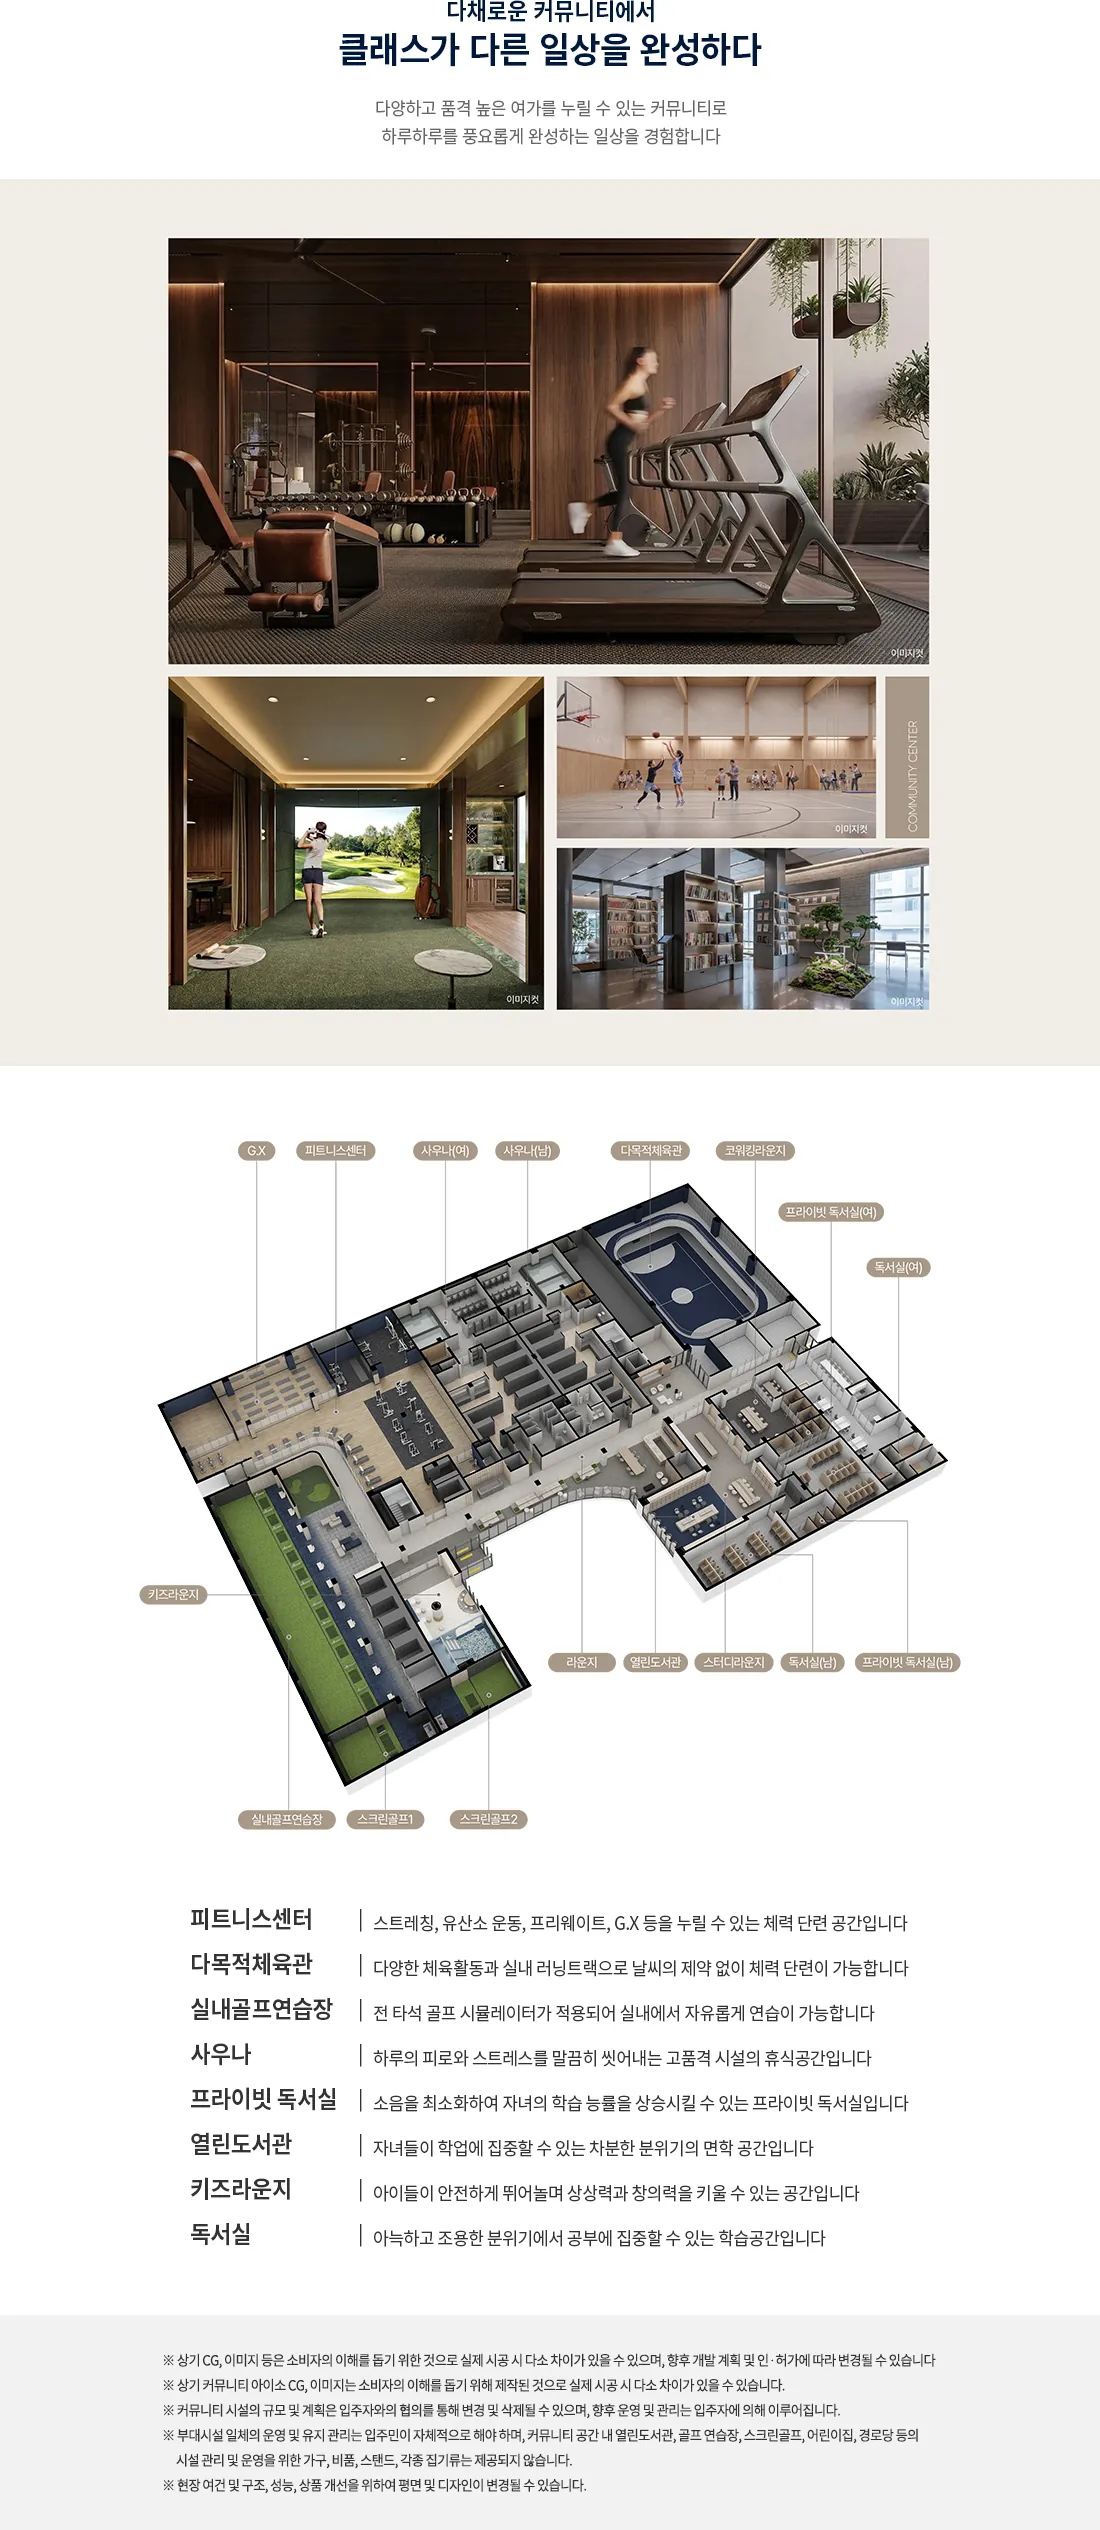 다채로운 커뮤니티에서
클래스가 다른 일상을 완성하다
다양하고 품격 높은 여가를 누릴 수 있는 커뮤니티로
하루하루를 풍요롭게 완성하는 일상을 경험합니다
이미지컷
이미지컷
COMMUNITY CENTER
이미지컷
이미지컷
G.X
피트니스센터
사우나(여)
사우나(남)
다목적체육관
코워킹라운지
프라이빗 독서실(여)
독서실(여)
키즈라운지
라운지
열린도서관
스터디라운지
독서실(남)
프라이빗 독서실(남)
실내골프연습장
스크린골프1
스크린골프2
피트니스센터 | 스트레칭, 유산소 운동, 프리웨이트, G.X 등을 누릴 수 있는 체력 단련 공간입니다
다목적체육관 | 다양한 체육활동과 실내 러닝트랙으로 날씨의 제약 없이 체력 단련이 가능합니다
실내골프연습장 | 전 타석 골프 시뮬레이터가 적용되어 실내에서 자유롭게 연습이 가능합니다
사우나 | 하루의 피로와 스트레스를 말끔히 씻어내는 고품격 시설의 휴식공간입니다
프라이빗 독서실 | 소음을 최소화하여 자녀의 학습 능률을 상승시킬 수 있는 프라이빗 독서실입니다
열린도서관 | 자녀들이 학업에 집중할 수 있는 차분한 분위기의 면학 공간입니다
키즈라운지 | 아이들이 안전하게 뛰어놀며 상상력과 창의력을 키울 수 있는 공간입니다
독서실 | 아늑하고 조용한 분위기에서 공부에 집중할 수 있는 학습공간입니다
※ 상기 CG, 이미지 등은 소비자의 이해를 돕기 위한 것으로 실제 시공 시 다소 차이가 있을 수 있으며, 향후 개발 계획 및 인·허가에 따라 변경될 수 있습니다
※ 상기 커뮤니티 아이소 CG, 이미지는 소비자의 이해를 돕기 위해 제작된 것으로 실제 시공 시 다소 차이가 있을 수 있습니다.
※ 커뮤니티 시설의 규모 및 계획은 입주자와의 협의를 통해 변경 및 삭제될 수 있으며, 향후 운영 및 관리는 입주자에 의해 이루어집니다.
※ 부대시설 일체의 운영 및 유지 관리는 입주민이 자체적으로 해야 하며, 커뮤니티 공간 내 열린도서관, 골프 연습장, 스크린골프, 어린이집, 경로당 등의
시설 관리 및 운영을 위한 가구, 비품, 스탠드, 각종 집기류는 제공되지 않습니다.
※ 현장 여건 및 구조, 성능, 상품 개선을 위하여 평면 및 디자인이 변경될 수 있습니다.